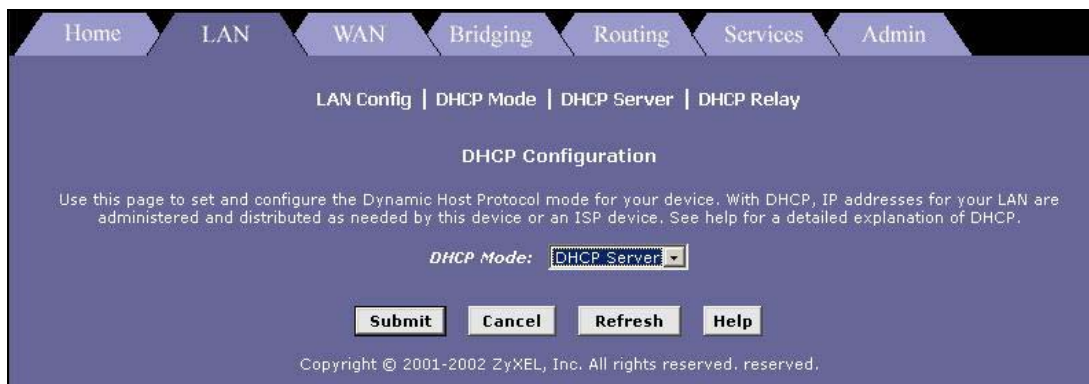 Home LAN WAN Bridging Routing Services Admin
LAN Config | DHCP Mode | DHCP Server | DHCP Relay
DHCP Configuration
Use this page to set and configure the Dynamic Host Protocol mode for your device. With DHCP, IP addresses for your LAN are
administered and distributed as needed by this device or an ISP device. See help for a detailed explanation of DHCP.
DHCP Mode: DHCP Server
Submit Cancel Refresh Help
Copyright © 2001-2002 ZyXEL, Inc. All rights reserved. reserved.